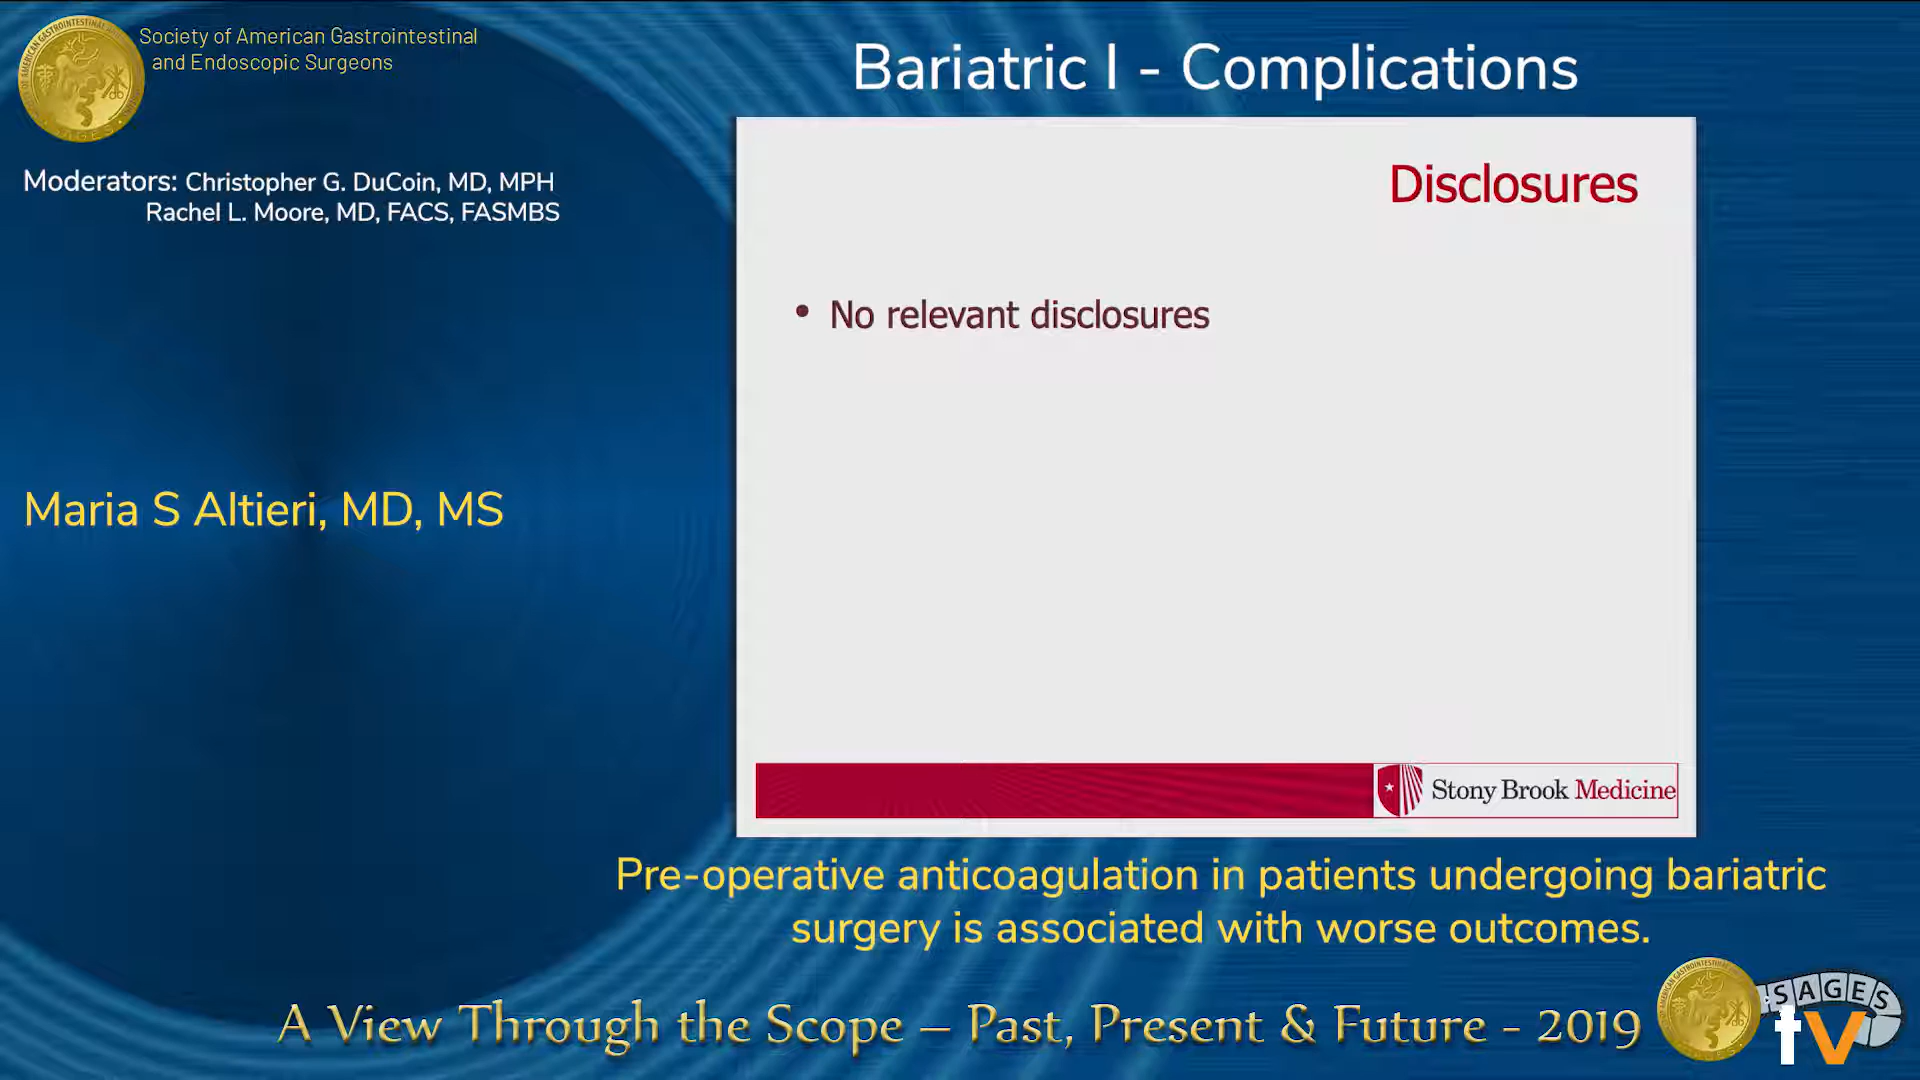 Society of American Gastrointestinal
and Endoscopic Surgeons
Bariatric I - Complications
Moderators: Christopher G. DuCoin, MD, MPH
Rachel L. Moore, MD, FACS, FASMBS
Disclosures
• No relevant disclosures
Maria S Altieri, MD, MS
Stony Brook Medicine
Pre-operative anticoagulation in patients undergoing bariatric
surgery is associated with worse outcomes.
A View Through the Scope – Past, Present & Future - 2019
SAGES
tv